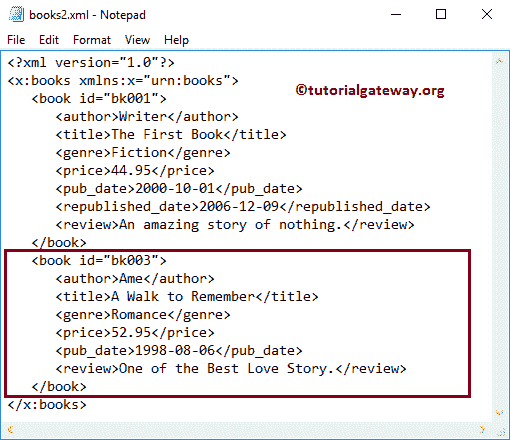 books2.xml - Notepad
File Edit Format View Help
<?xml version="1.0"?>
<x:books xmlns:x="urn:books">
<book id="bk001">
©tutorialgateway.org
<author>Writer</author>
<title>The First Book</title>
<genre>Fiction</genre>
<price>44.95</price>
<pub_date>2000-10-01</pub_date>
<republished_date>2006-12-09</republished_date>
<review>An amazing story of nothing.</review>
</book>
<book id="bk003">
<author>Ame</author>
<title>A Walk to Remember</title>
<genre>Romance</genre>
<price>52.95</price>
<pub_date>1998-08-06</pub_date>
<review>One of the Best Love Story.</review>
</book>
</x:books>